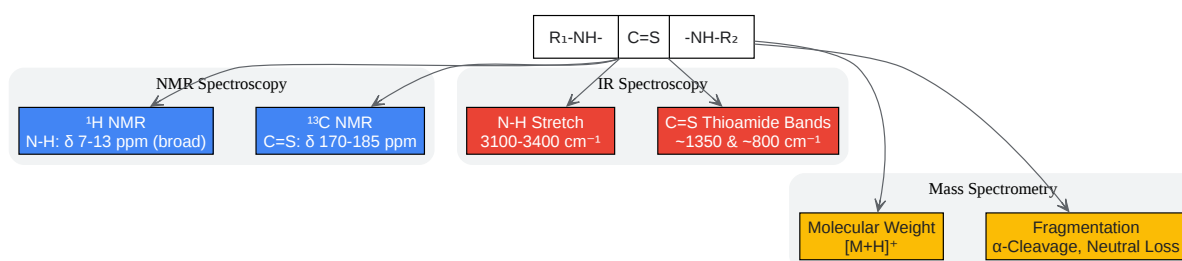 R₁-NH-
C=S
-NH-R₂
NMR Spectroscopy
IR Spectroscopy
¹H NMR
N-H: δ 7-13 ppm (broad)
¹³C NMR
C=S: δ 170-185 ppm
N-H Stretch
3100-3400 cm⁻¹
C=S Thioamide Bands
~1350 & ~800 cm⁻¹
Mass Spectrometry
Molecular Weight
[M+H]⁺
Fragmentation
α-Cleavage, Neutral Loss